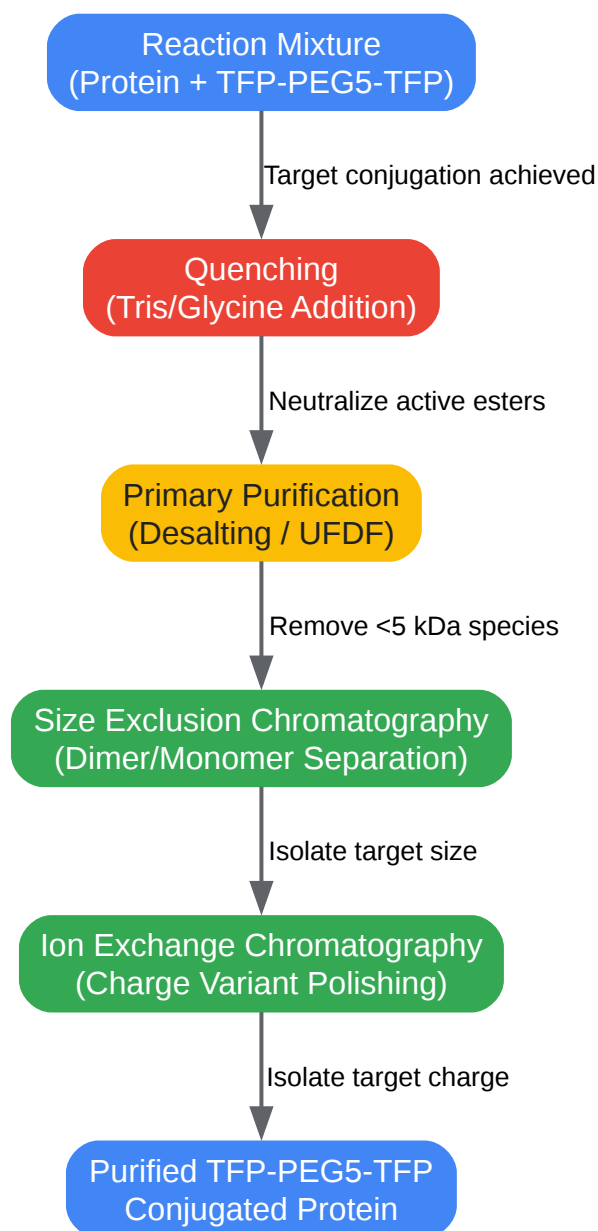 Reaction Mixture
(Protein + TFP-PEG5-TFP)
Target conjugation achieved
Quenching
(Tris/Glycine Addition)
Neutralize active esters
Primary Purification
(Desalting / UFDF)
Remove <5 kDa species
Size Exclusion Chromatography
(Dimer/Monomer Separation)
Isolate target size
Ion Exchange Chromatography
(Charge Variant Polishing)
Isolate target charge
Purified TFP-PEG5-TFP
Conjugated Protein